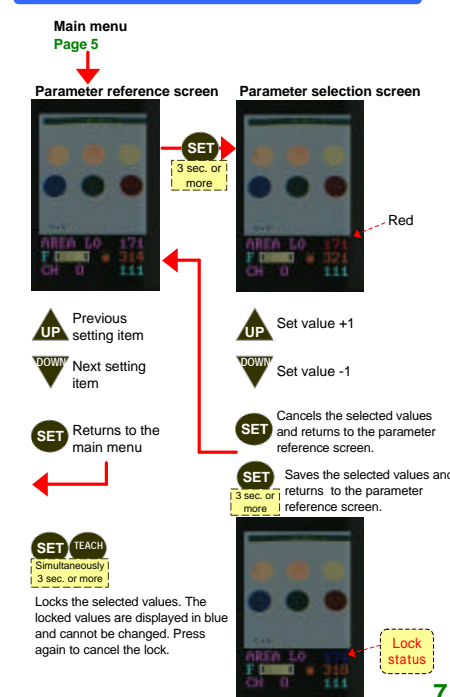 Main menu
Page 5
Parameter reference screen
Parameter selection screen
SET
3 sec. or
more
AREA LO 171
F 314
CH 0 111
AREA LO 171
F 321
CH 0 111
Red
UP
Previous
setting item
DOWN
Next setting
item
SET
Returns to the
main menu
UP
Set value +1
DOWN
Set value -1
SET
Cancels the selected values
and returns to the parameter
reference screen.
SET
3 sec. or
more
Saves the selected values and
returns to the parameter
reference screen.
SET TEACH
Simultaneously
3 sec. or more
Locks the selected values. The
locked values are displayed in blue
and cannot be changed. Press
again to cancel the lock.
AREA LO 171
F 318
CH 0 111
Lock
status
7